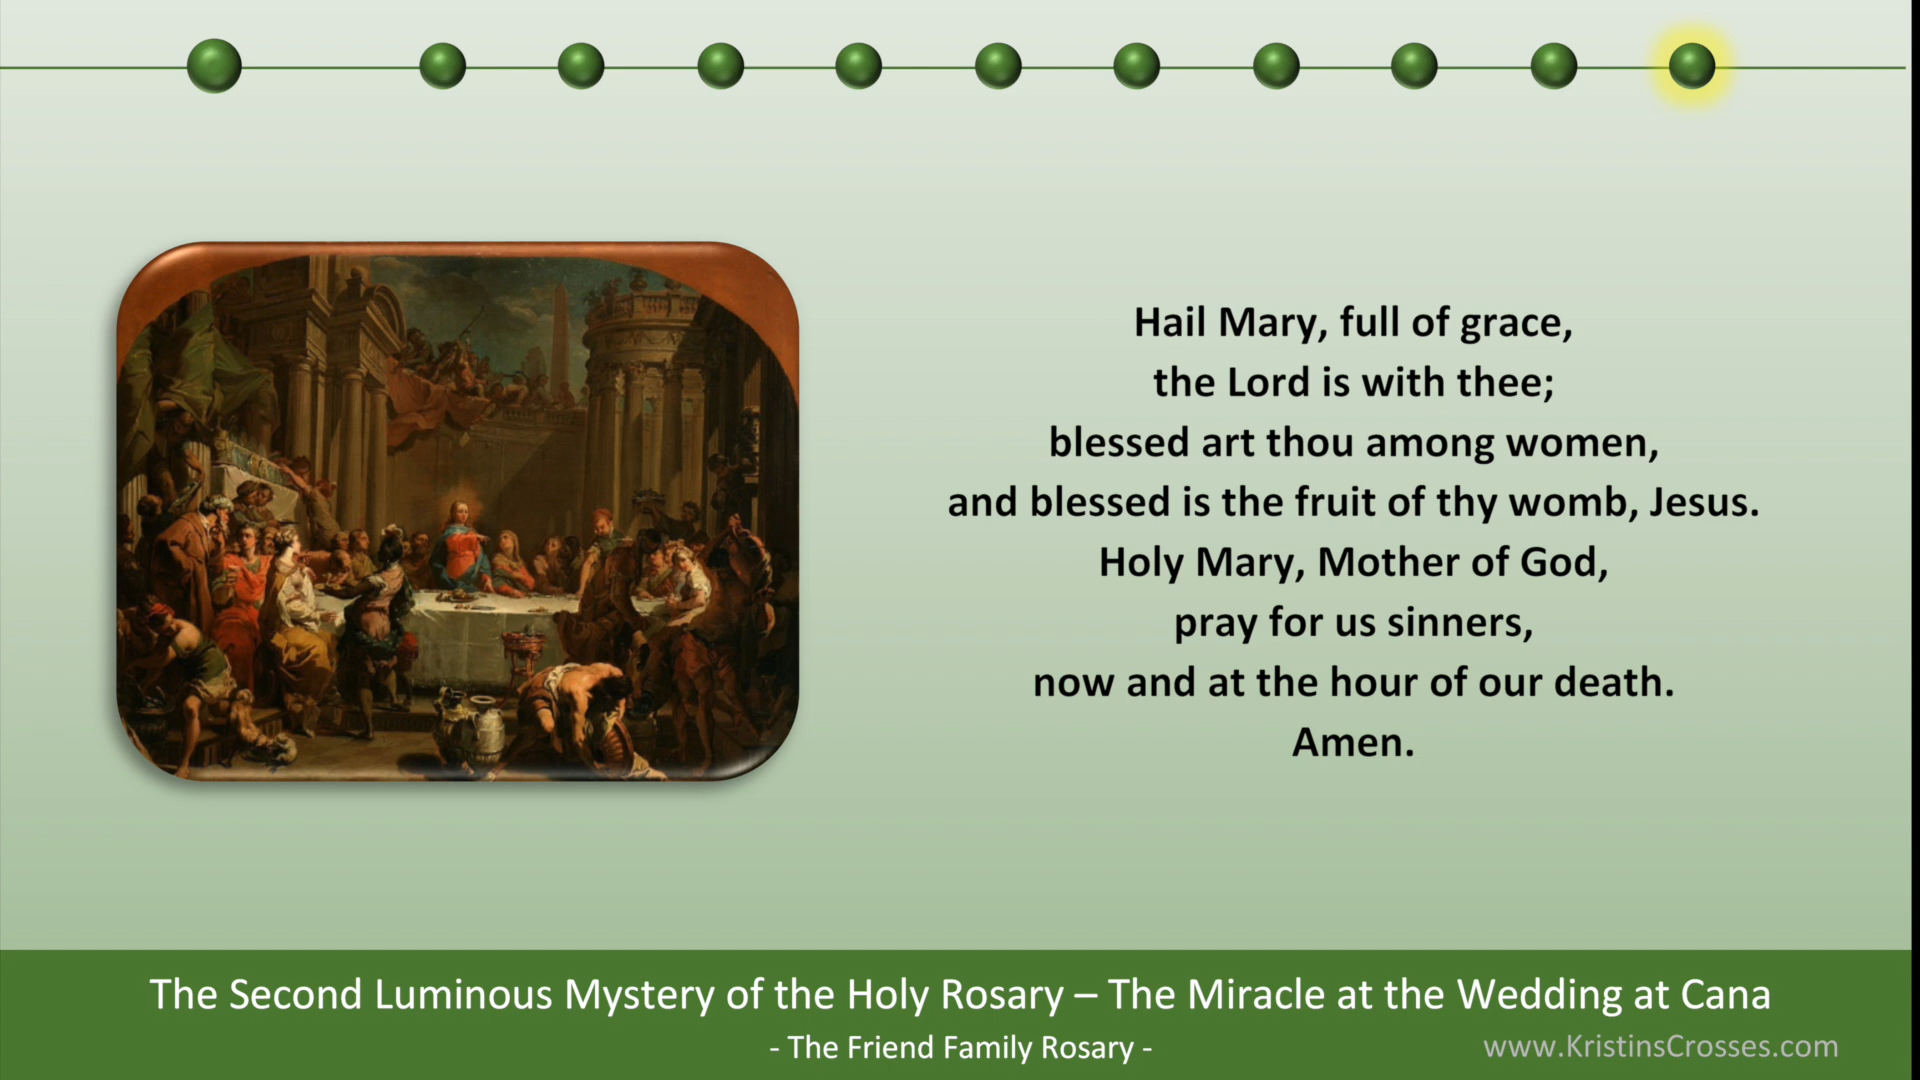 Hail Mary, full of grace,
the Lord is with thee;
blessed art thou among women,
and blessed is the fruit of thy womb, Jesus.
Holy Mary, Mother of God,
pray for us sinners,
now and at the hour of our death.
Amen.
The Second Luminous Mystery of the Holy Rosary – The Miracle at the Wedding at Cana
- The Friend Family Rosary -
www.KristinsCrosses.com